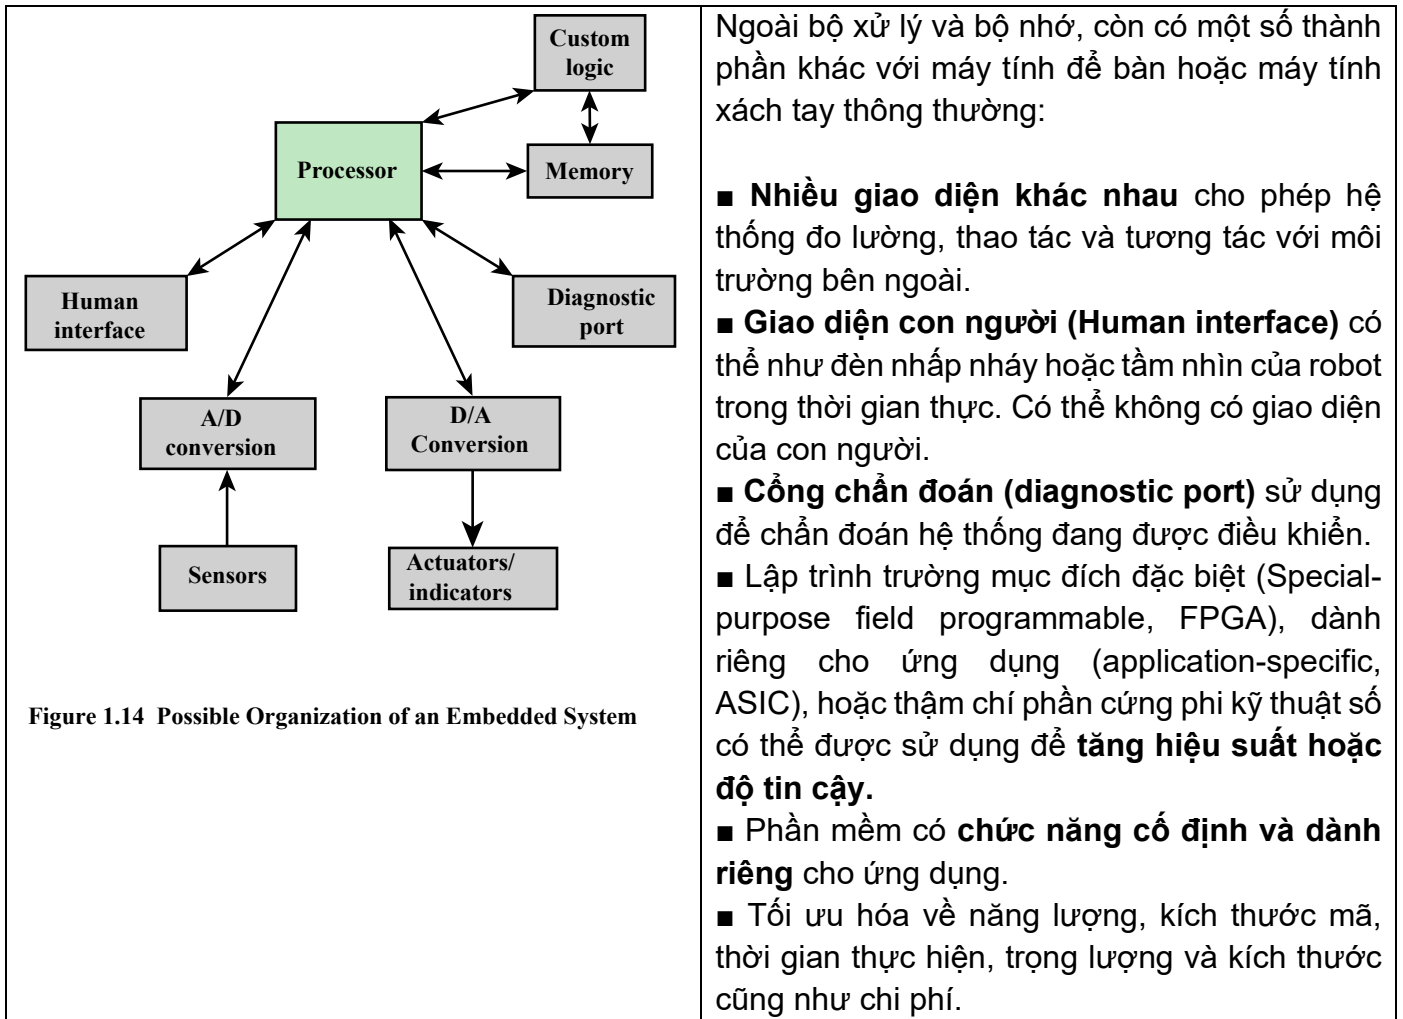 Custom
logic
Processor
Memory
Human
interface
Diagnostic
port
A/D
conversion
D/A
Conversion
Sensors
Actuators/
indicators
Figure 1.14  Possible Organization of an Embedded System
Ngoài bộ xử lý và bộ nhớ, còn có một số thành
phần khác với máy tính để bàn hoặc máy tính
xách tay thông thường:
■ Nhiều giao diện khác nhau cho phép hệ
thống đo lường, thao tác và tương tác với môi
trường bên ngoài.
■ Giao diện con người (Human interface) có
thể như đèn nhấp nháy hoặc tầm nhìn của robot
trong thời gian thực. Có thể không có giao diện
của con người.
■ Cổng chẩn đoán (diagnostic port) sử dụng
để chẩn đoán hệ thống đang được điều khiển.
■ Lập trình trường mục đích đặc biệt (Special-
purpose field programmable, FPGA), dành
riêng cho ứng dụng (application-specific,
ASIC), hoặc thậm chí phần cứng phi kỹ thuật số
có thể được sử dụng để tăng hiệu suất hoặc
độ tin cậy.
■ Phần mềm có chức năng cố định và dành
riêng cho ứng dụng.
■ Tối ưu hóa về năng lượng, kích thước mã,
thời gian thực hiện, trọng lượng và kích thước
cũng như chi phí.